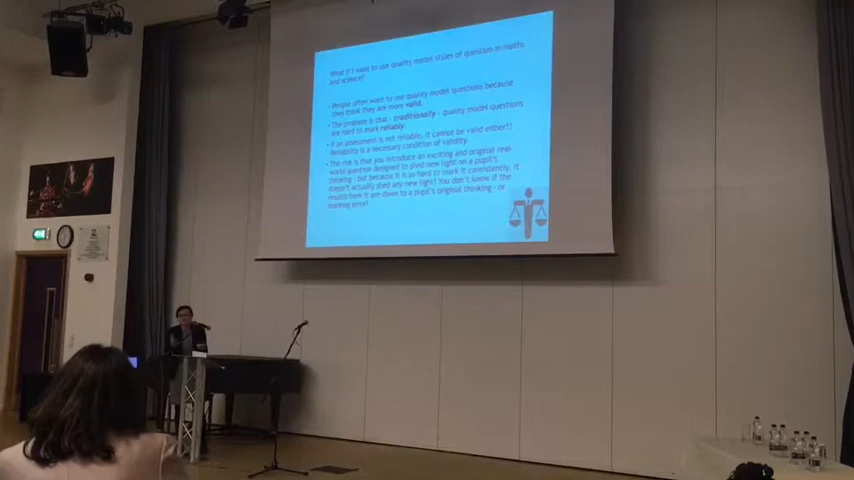 What if I want to use quality model styles of question in maths
and science?
• People often want to use quality model questions because
they think they are more valid.
• The problem is that - traditionally - quality model questions
are hard to mark reliably.
• If an assessment is not reliable, it cannot be valid either!!
Reliability is a necessary condition of validity.
• The risk is that you introduce an exciting and original real-
world question designed to shed new light on a pupil's
thinking - but because it is so hard to mark it consistently, it
doesn't actually shed any new light! You don't know if the
results from it are down to a pupil's original thinking - or
marking error!